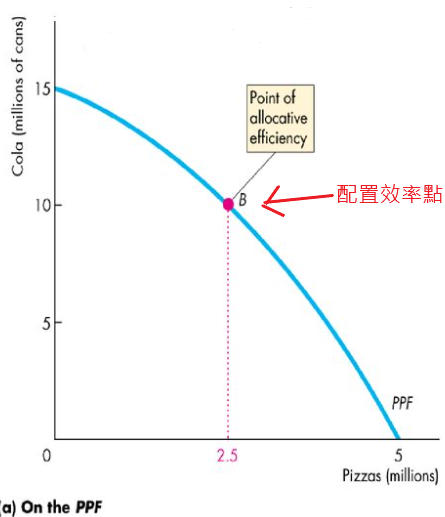 Cola (millions of cans)
15
Point of
allocative
efficiency
10
B
配置效率點
5
PPF
0
2.5
5
Pizzas (millions)
(a) On the PPF